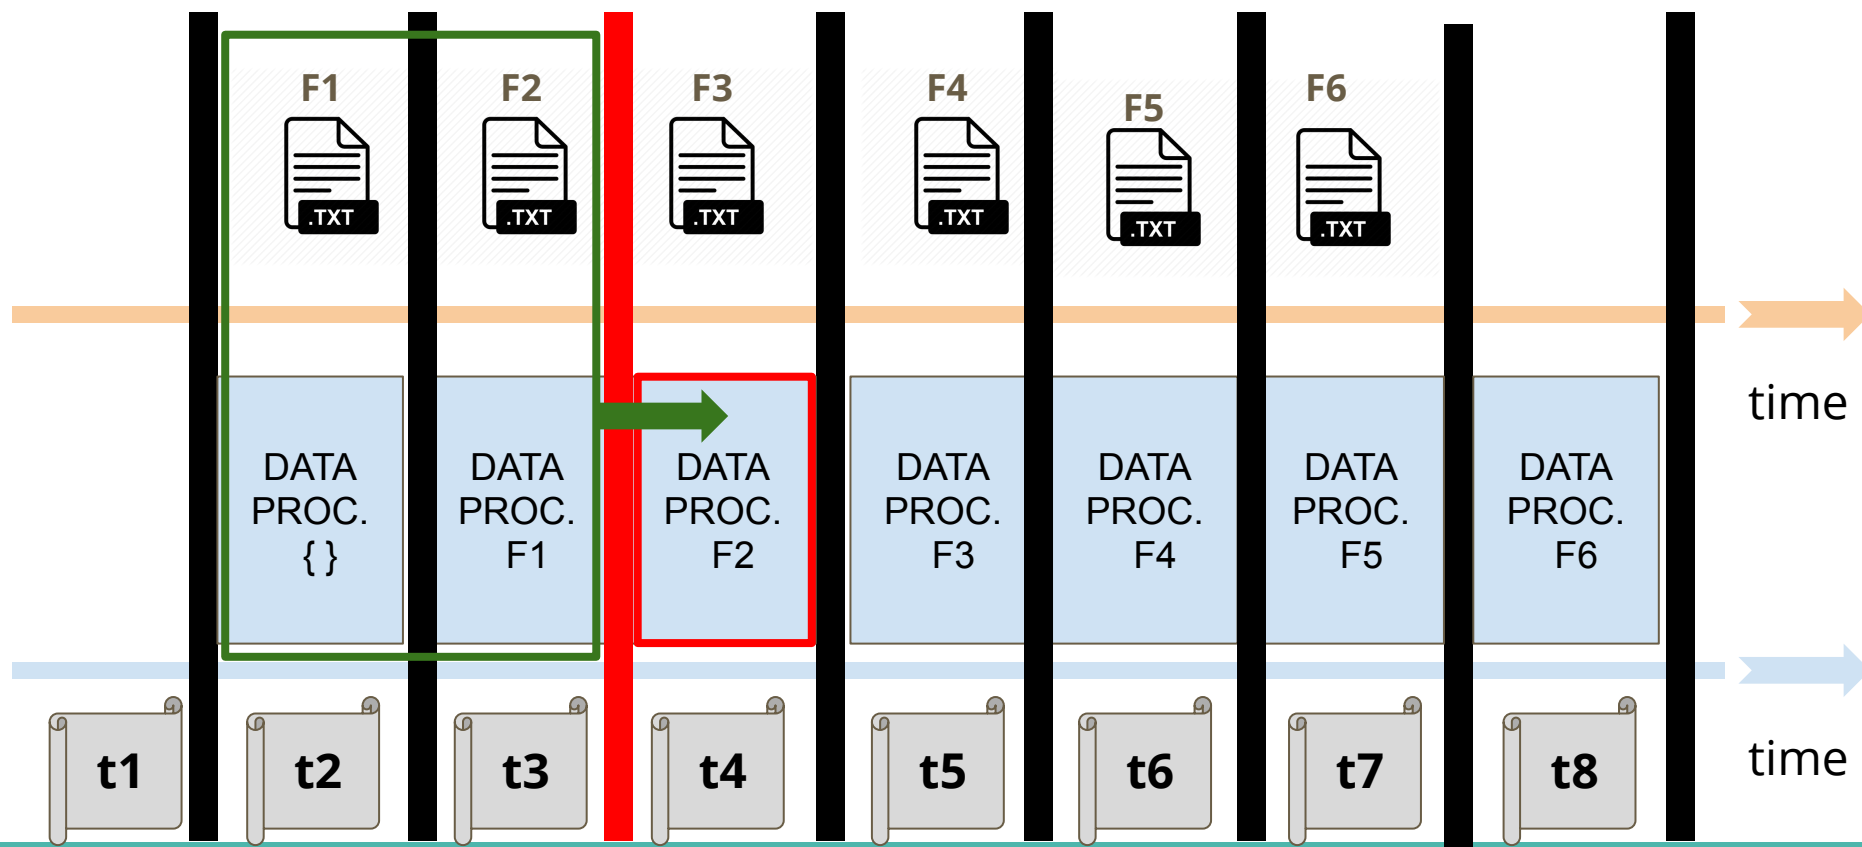 F1
F2
F3
F4
F5
F6
.TXT
.TXT
.TXT
.TXT
.TXT
.TXT
time
DATA
PROC.
{ }
DATA
PROC.
F1
DATA
PROC.
F2
DATA
PROC.
F3
DATA
PROC.
F4
DATA
PROC.
F5
DATA
PROC.
F6
t1
t2
t3
t4
t5
t6
t7
t8
time